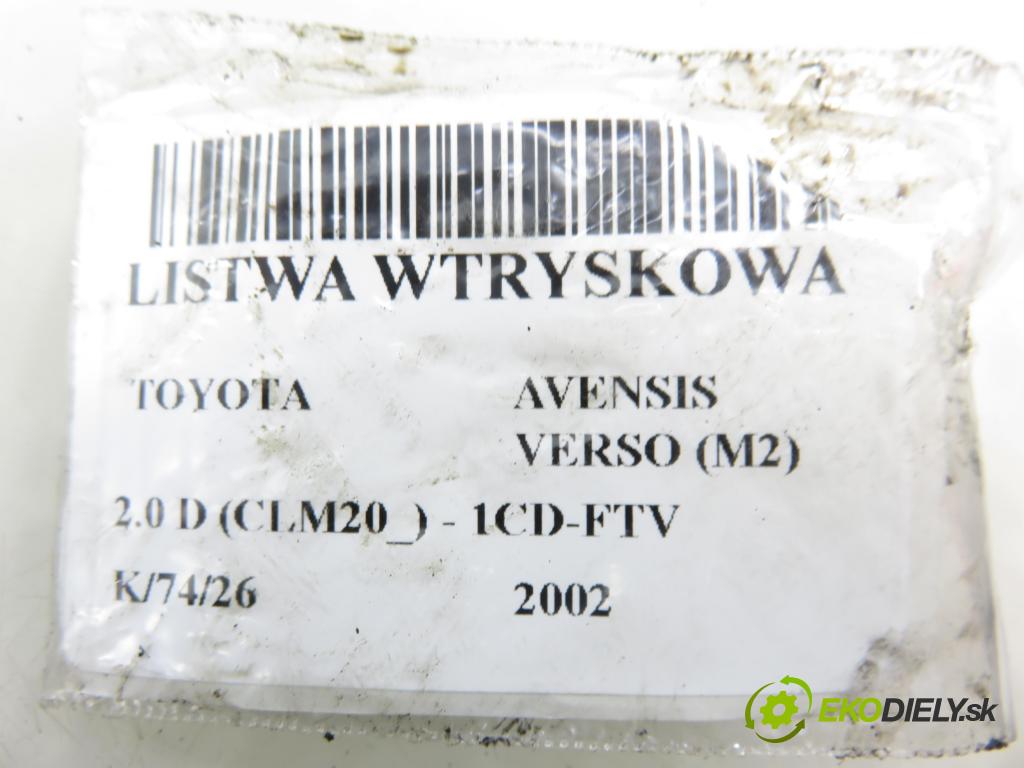 LISTWA WTRYSKOWA
TOYOTA AVENSIS
VERSO (M2)
2.0 D (CLM20_) - 1CD-FTV
K/74/26 2002
EKODIELY.sk